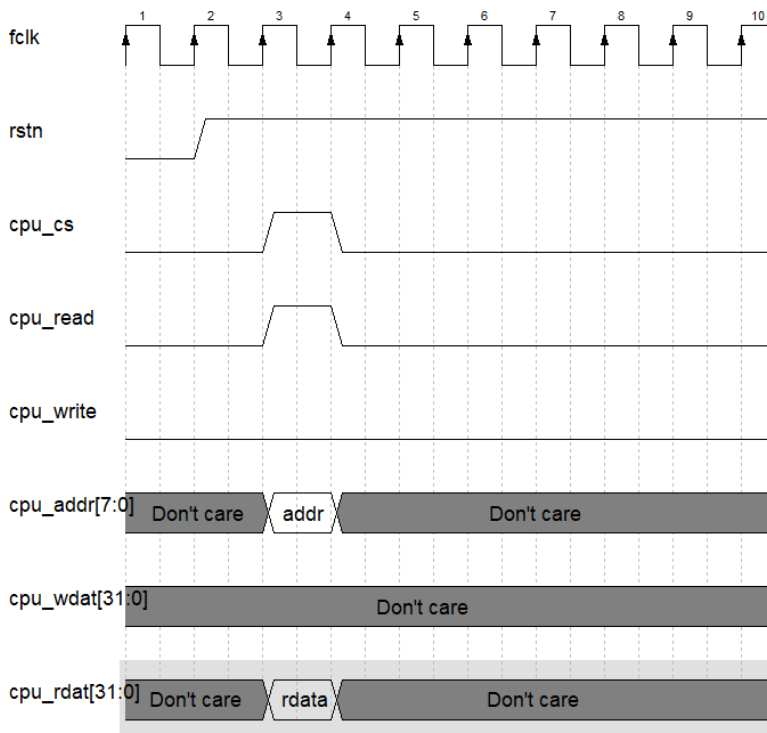 1 2 3 4 5 6 7 8 9 10
fclk
rstn
cpu_cs
cpu_read
cpu_write
cpu_addr[7:0] Don't care addr Don't care
cpu_wdat[31:0] Don't care
cpu_rdat[31:0] Don't care rdata Don't care